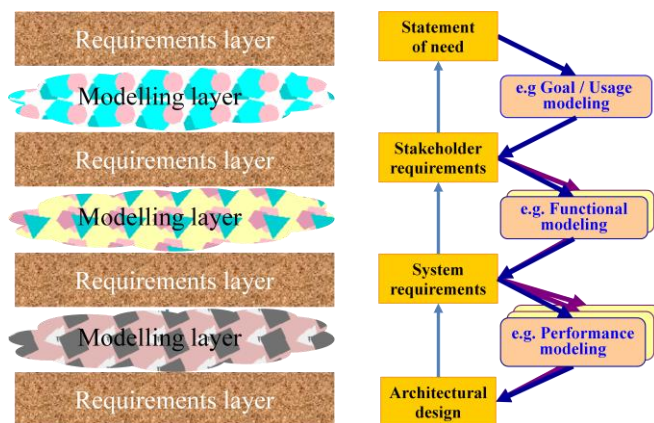 Requirements layer
Modelling layer
Requirements layer
Modelling layer
Requirements layer
Modelling layer
Requirements layer
Statement
of need
e.g Goal / Usage
modeling
Stakeholder
requirements
e.g. Functional
modeling
System
requirements
e.g. Performance
modeling
Architectural
design